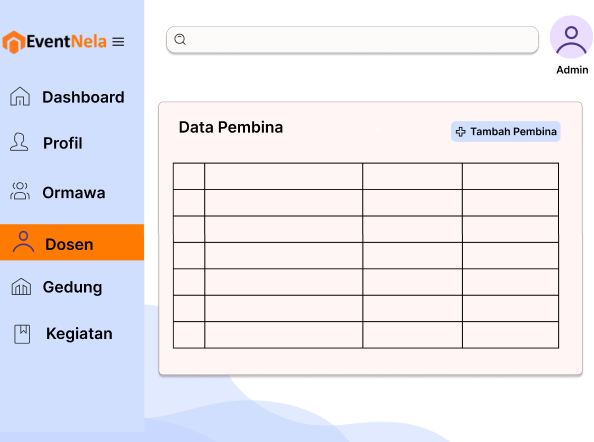 EventNela
Admin
Dashboard
Profil
Ormawa
Dosen
Gedung
Kegiatan
Data Pembina
Tambah Pembina